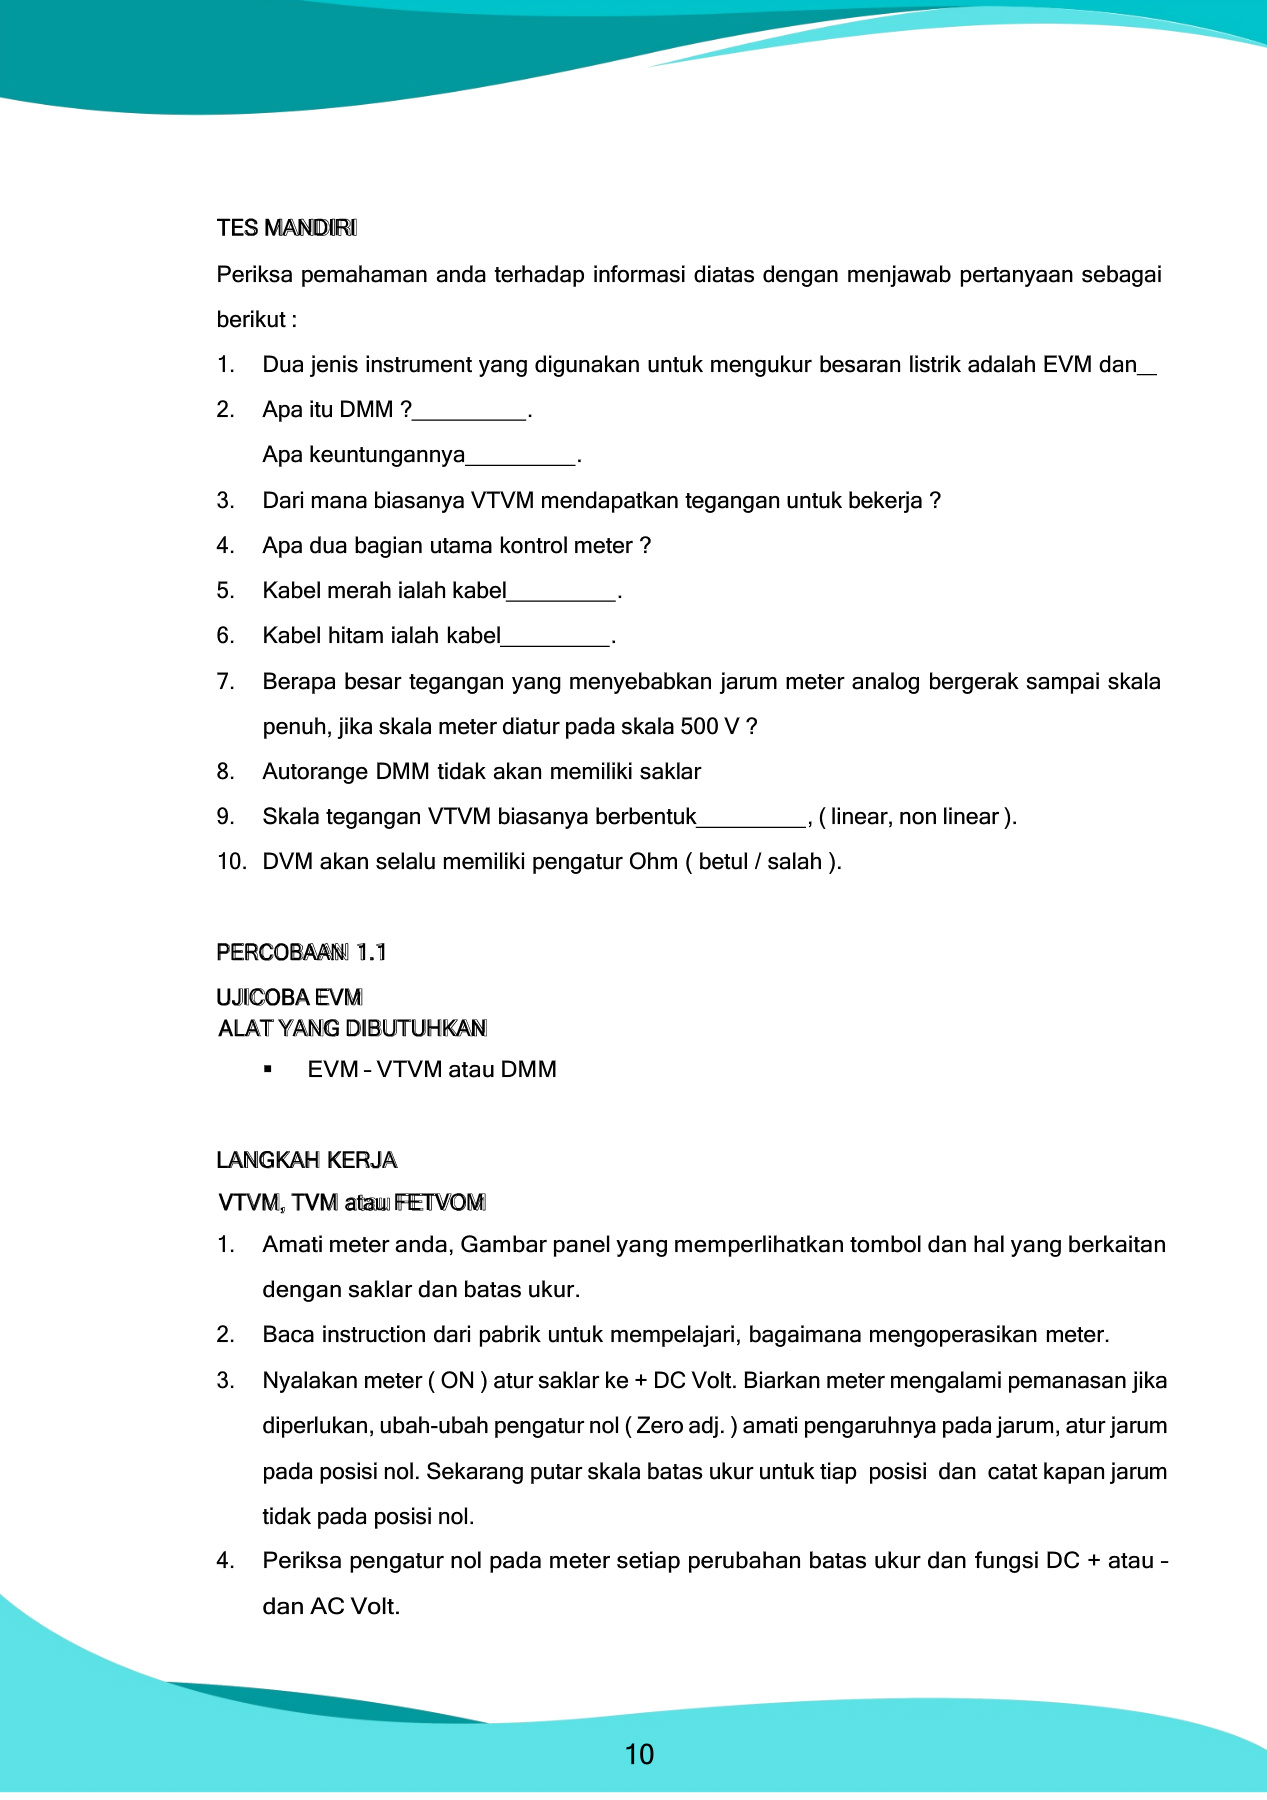 TES MANDIRI
Periksa pemahaman anda terhadap informasi diatas dengan menjawab pertanyaan sebagai
berikut :
1. Dua jenis instrument yang digunakan untuk mengukur besaran listrik adalah EVM dan__
2. Apa itu DMM ?_________.
Apa keuntungannya_________.
3. Dari mana biasanya VTVM mendapatkan tegangan untuk bekerja ?
4. Apa dua bagian utama kontrol meter ?
5. Kabel merah ialah kabel_________.
6. Kabel hitam ialah kabel_________.
7. Berapa besar tegangan yang menyebabkan jarum meter analog bergerak sampai skala
penuh, jika skala meter diatur pada skala 500 V ?
8. Autorange DMM tidak akan memiliki saklar
9. Skala tegangan VTVM biasanya berbentuk_________, ( linear, non linear ).
10. DVM akan selalu memiliki pengatur Ohm ( betul / salah ).
PERCOBAAN 1.1
UJICOBA EVM
ALAT YANG DIBUTUHKAN
▪ EVM – VTVM atau DMM
LANGKAH KERJA
VTVM, TVM atau FETVOM
1. Amati meter anda, Gambar panel yang memperlihatkan tombol dan hal yang berkaitan
dengan saklar dan batas ukur.
2. Baca instruction dari pabrik untuk mempelajari, bagaimana mengoperasikan meter.
3. Nyalakan meter ( ON ) atur saklar ke + DC Volt. Biarkan meter mengalami pemanasan jika
diperlukan, ubah-ubah pengatur nol ( Zero adj. ) amati pengaruhnya pada jarum, atur jarum
pada posisi nol. Sekarang putar skala batas ukur untuk tiap posisi dan catat kapan jarum
tidak pada posisi nol.
4. Periksa pengatur nol pada meter setiap perubahan batas ukur dan fungsi DC + atau –
dan AC Volt.
10